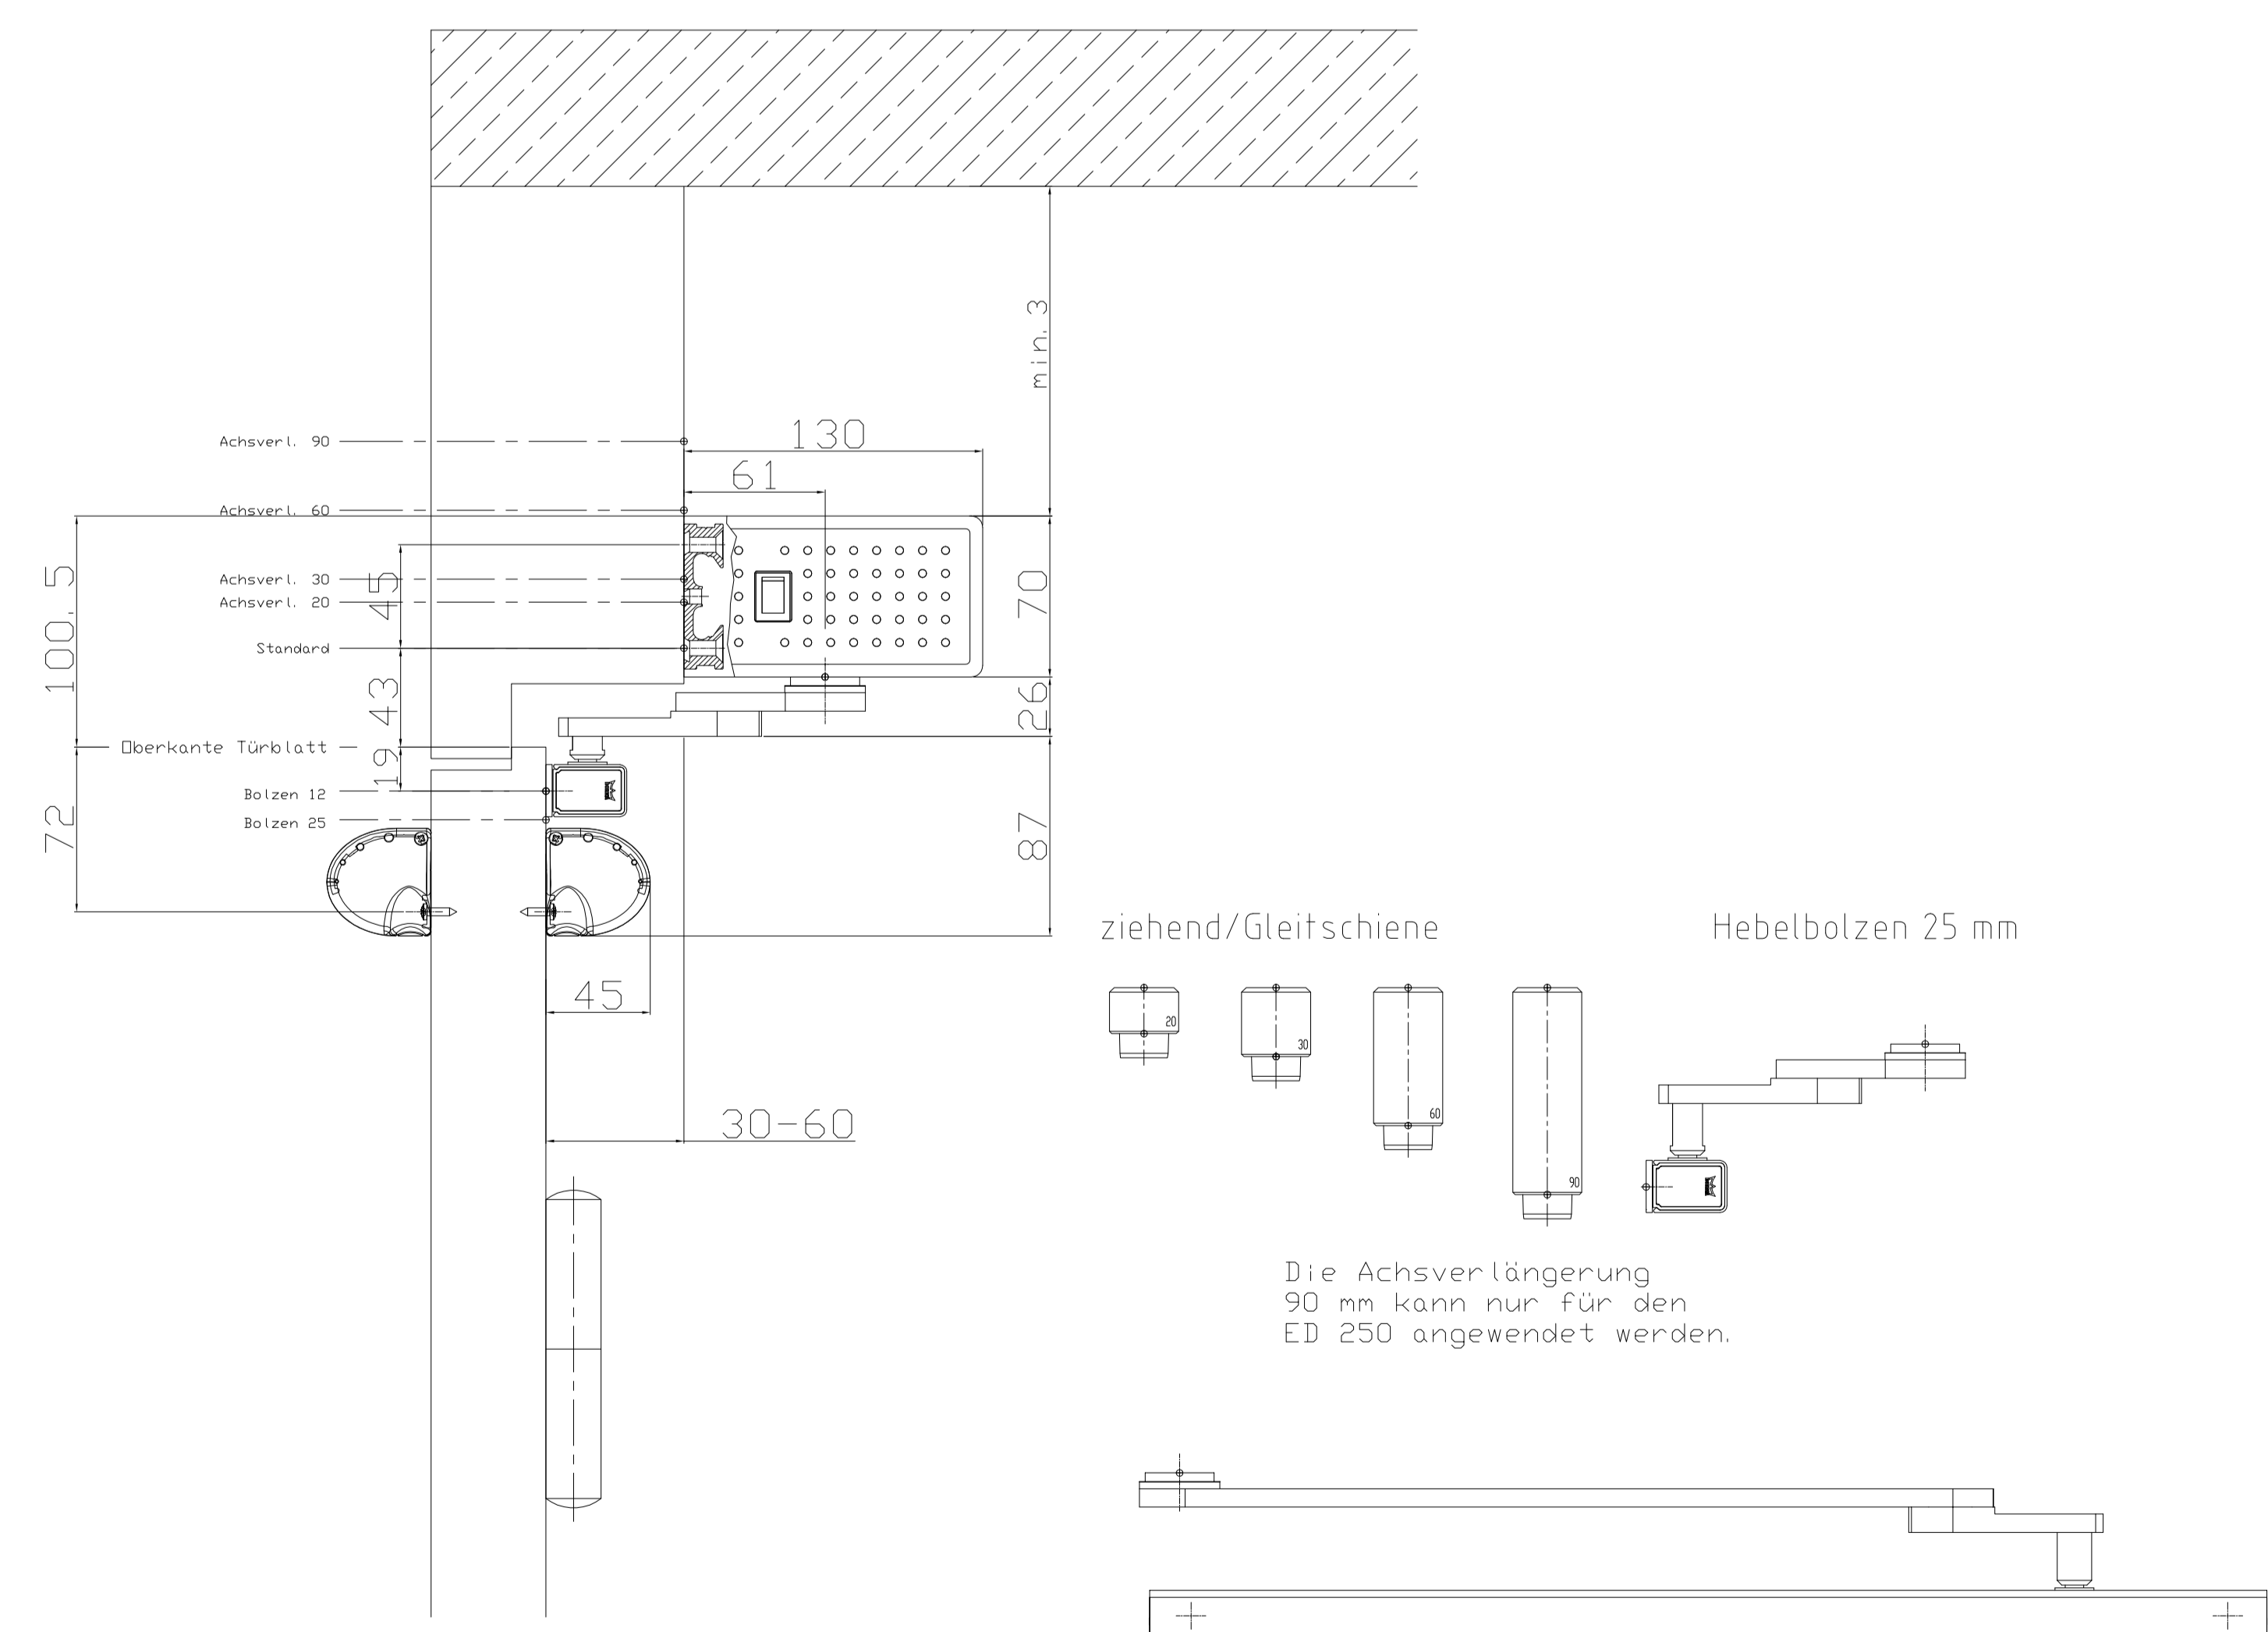 min. 3
Achsverl. 90
130
61
Achsverl. 60
100.5
45
Achsverl. 30
Achsverl. 20
70
Standard
43
26
Oberkante Türblatt
19
Bolzen 12
Bolzen 25
72
87
45
30-60
ziehend/Gleitschiene
Hebelbolzen 25 mm
20
30
60
90
Die Achsverlängerung
90 mm kann nur für den
ED 250 angewendet werden.